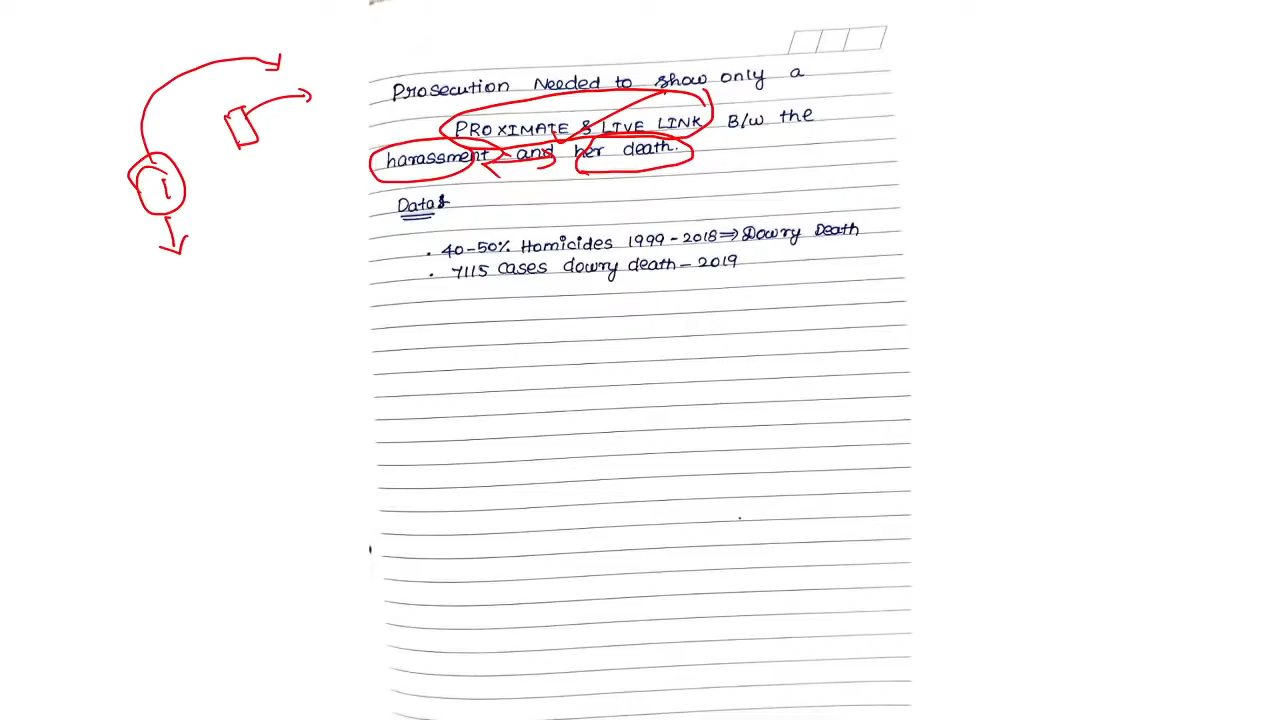 Prosecution Needed to show only a
PROXIMATE & LIVE LINK B/w the
harassment and her death.
Data:
• 40-50% Homicides 1999-2018 ⇒ Dowry Death
• 7115 cases dowry death - 2019